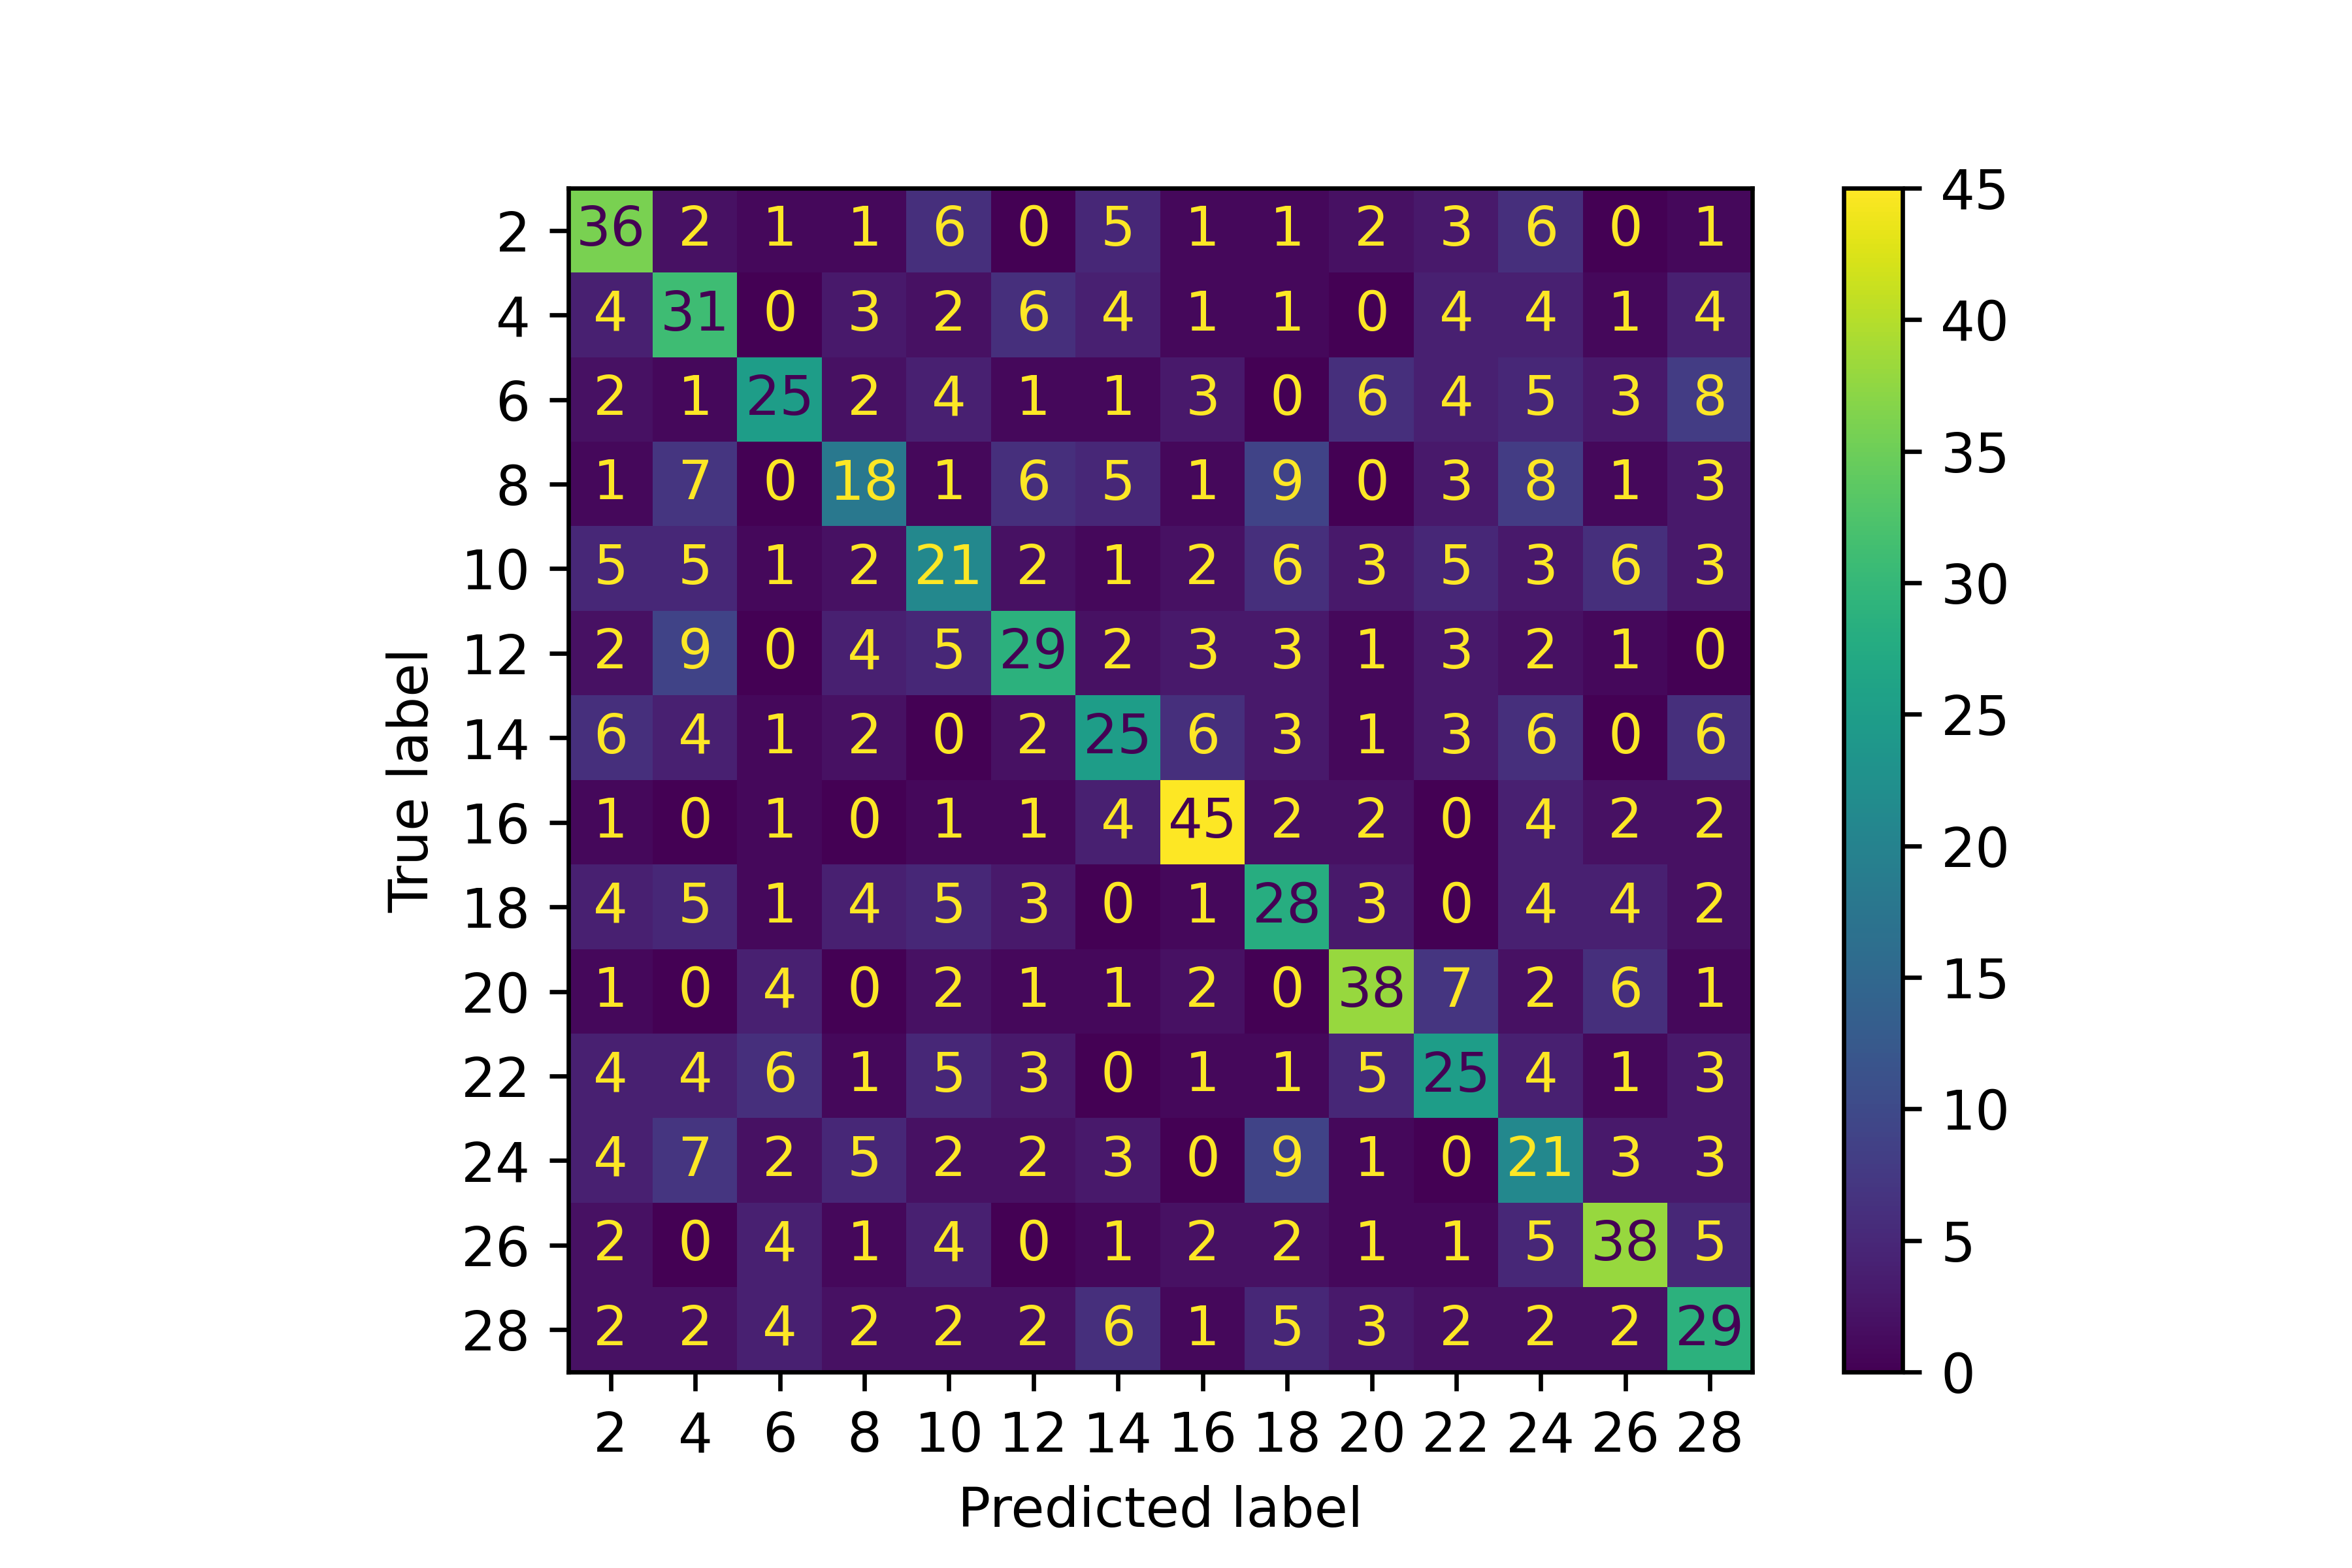 2 36 2 1 1 6 0 5 1 1 2 3 6 0 1
4 4 31 0 3 2 6 4 1 1 0 4 4 1 4
6 2 1 25 2 4 1 1 3 0 6 4 5 3 8
8 1 7 0 18 1 6 5 1 9 0 3 8 1 3
10 5 5 1 2 21 2 1 2 6 3 5 3 6 3
12 2 9 0 4 5 29 2 3 3 1 3 2 1 0
14 6 4 1 2 0 2 25 6 3 1 3 6 0 6
16 1 0 1 0 1 1 4 45 2 2 0 4 2 2
18 4 5 1 4 5 3 0 1 28 3 0 4 4 2
20 1 0 4 0 2 1 1 2 0 38 7 2 6 1
22 4 4 6 1 5 3 0 1 1 5 25 4 1 3
24 4 7 2 5 2 2 3 0 9 1 0 21 3 3
26 2 0 4 1 4 0 1 2 2 1 1 5 38 5
28 2 2 4 2 2 2 6 1 5 3 2 2 2 29
2 4 6 8 10 12 14 16 18 20 22 24 26 28
Predicted label
True label
45
40
35
30
25
20
15
10
5
0